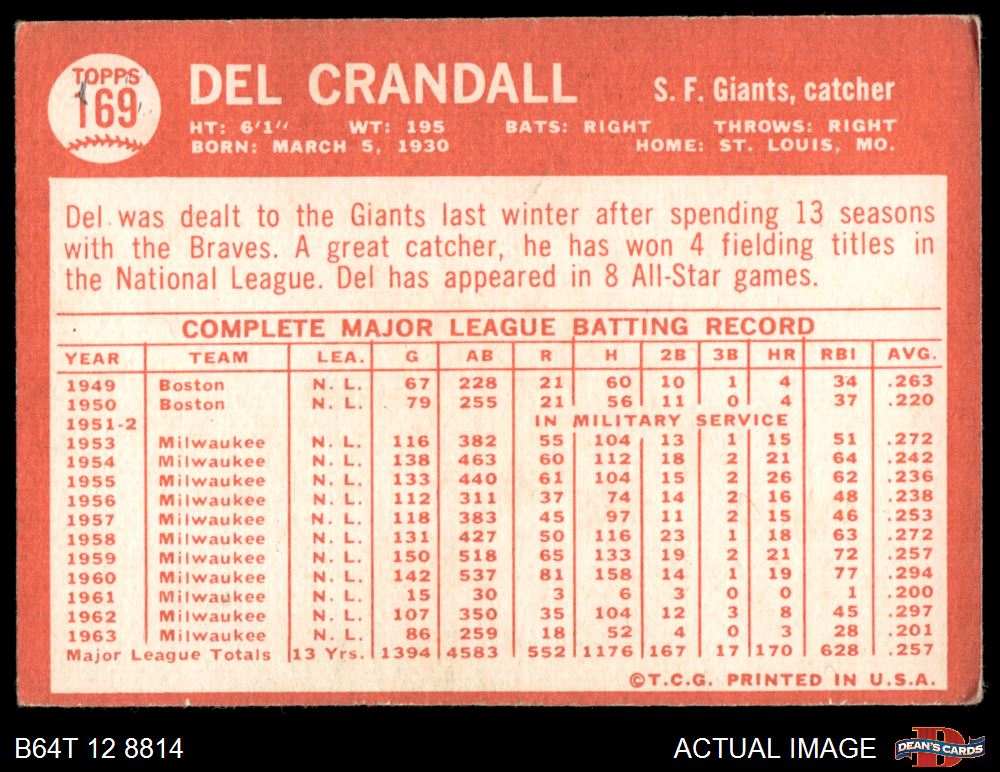 TOPPS
169
DEL CRANDALL
S. F. Giants, catcher
HT: 6'1" WT: 195 BATS: RIGHT THROWS: RIGHT
BORN: MARCH 5, 1930 HOME: ST. LOUIS, MO.
Del was dealt to the Giants last winter after spending 13 seasons
with the Braves. A great catcher, he has won 4 fielding titles in
the National League. Del has appeared in 8 All-Star games.
COMPLETE MAJOR LEAGUE BATTING RECORD
YEAR TEAM LEA. G AB R H 2B 3B HR RBI AVG.
1949 Boston N. L. 67 228 21 60 10 1 4 34 .263
1950 Boston N. L. 79 255 21 56 11 0 4 37 .220
1951-2 IN MILITARY SERVICE
1953 Milwaukee N. L. 116 382 55 104 13 1 15 51 .272
1954 Milwaukee N. L. 138 463 60 112 18 2 21 64 .242
1955 Milwaukee N. L. 133 440 61 104 15 2 26 62 .236
1956 Milwaukee N. L. 112 311 37 74 14 2 16 48 .238
1957 Milwaukee N. L. 118 383 45 97 11 2 15 46 .253
1958 Milwaukee N. L. 131 427 50 116 23 1 18 63 .272
1959 Milwaukee N. L. 150 518 65 133 19 2 21 72 .257
1960 Milwaukee N. L. 142 537 81 158 14 1 19 77 .294
1961 Milwaukee N. L. 15 30 3 6 3 0 0 1 .200
1962 Milwaukee N. L. 107 350 35 104 12 3 8 45 .297
1963 Milwaukee N. L. 86 259 18 52 4 0 3 28 .201
Major League Totals 13 Yrs. 1394 4583 552 1176 167 17 170 628 .257
©T.C.G. PRINTED IN U.S.A.
B64T 12 8814
ACTUAL IMAGE
D
DEAN'S CARDS